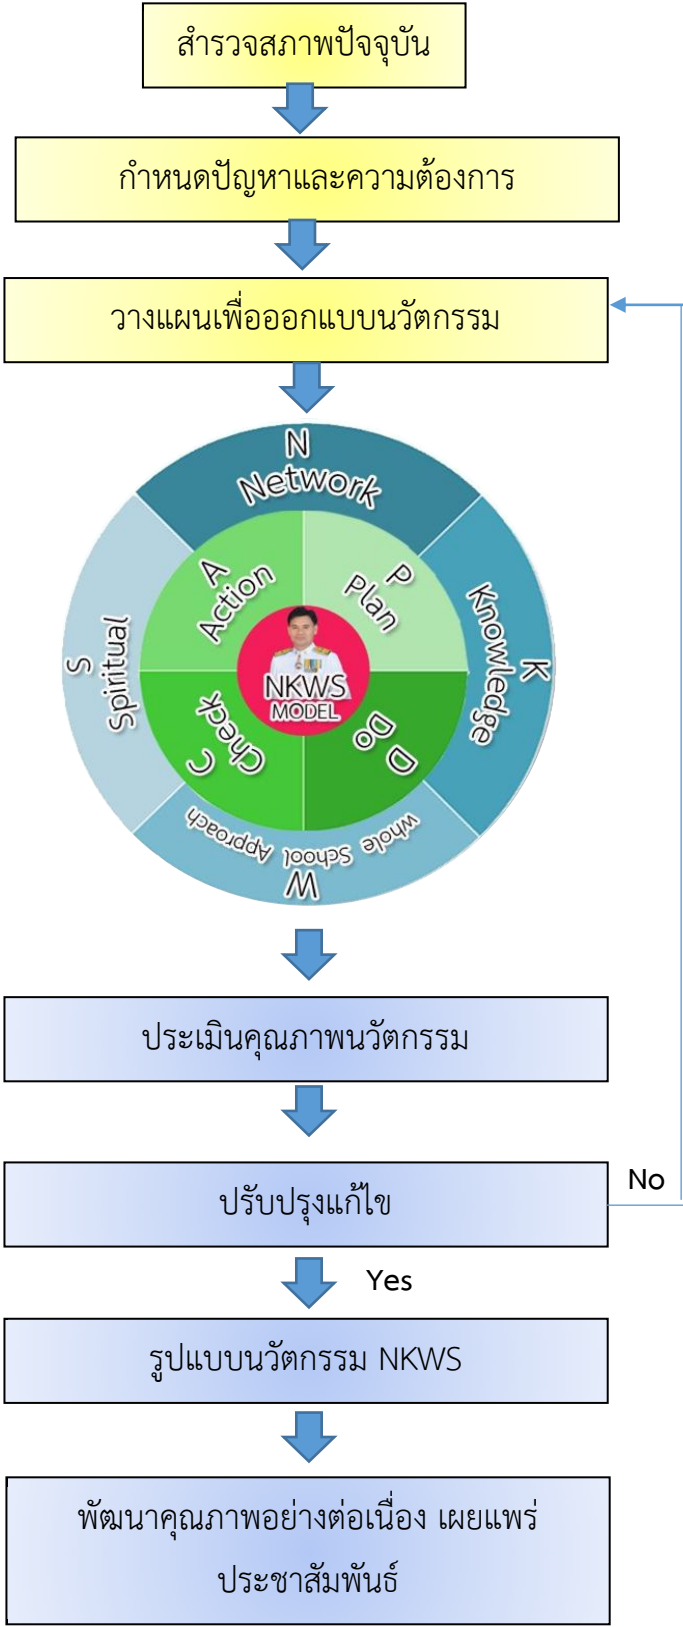 สำรวจสภาพปัจจุบัน
กำหนดปัญหาและความต้องการ
วางแผนเพื่อออกแบบนวัตกรรม
N
Network
K
Knowledge
W
whole School Approach
S
Spiritual
P
Plan
D
Do
C
Check
A
Action
NKWS
MODEL
ประเมินคุณภาพนวัตกรรม
ปรับปรุงแก้ไข
No
Yes
รูปแบบนวัตกรรม NKWS
พัฒนาคุณภาพอย่างต่อเนื่อง เผยแพร่
ประชาสัมพันธ์